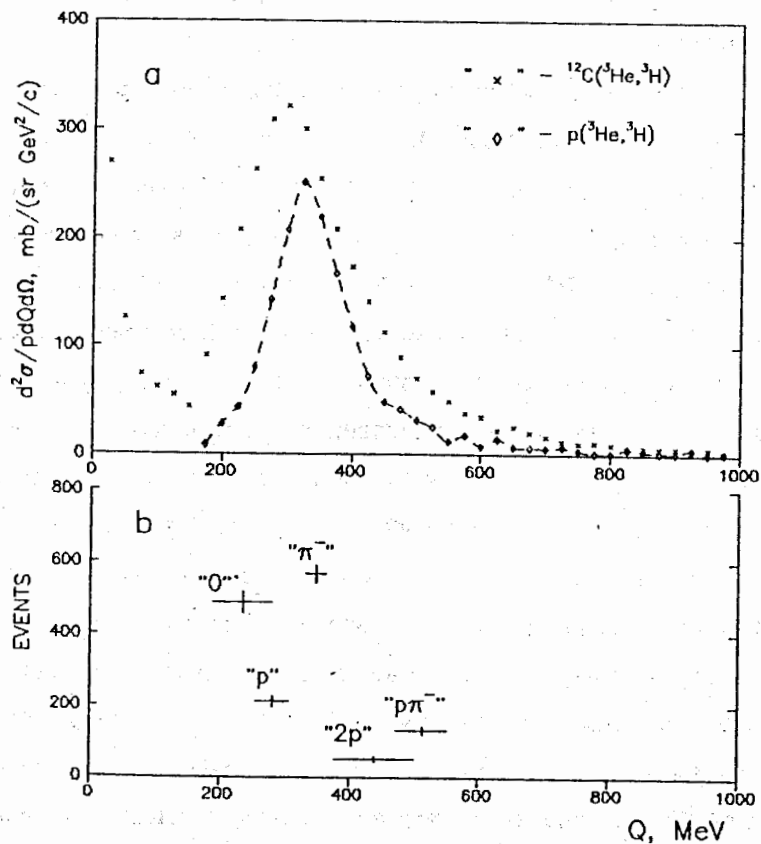 400
a
" × " – ¹²C(³He,³H)
300
" ◇ " – p(³He,³H)
200
100
0
d²σ/pdQdΩ, mb/(sr GeV²/c)
0 200 400 600 800 1000
800
b
"π⁻"
600
"0"
400
"p"
200
"pπ⁻"
"2p"
0
EVENTS
0 200 400 600 800 1000
Q, MeV